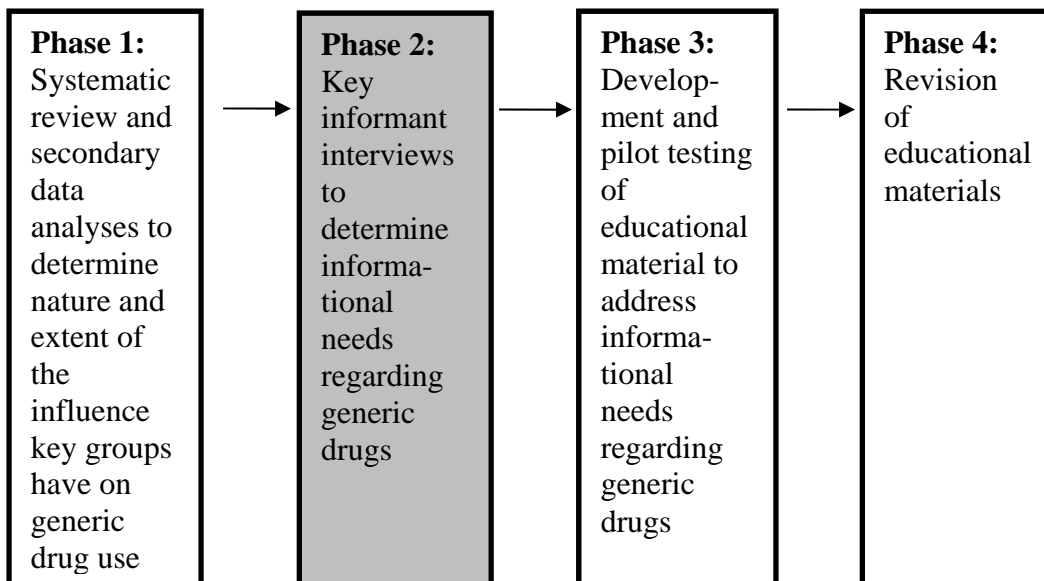 Phase 1:
Systematic
review and
secondary
data
analyses to
determine
nature and
extent of
the
influence
key groups
have on
generic
drug use
Phase 2:
Key
informant
interviews
to
determine
informa-
tional
needs
regarding
generic
drugs
Phase 3:
Develop-
ment and
pilot testing
of
educational
material to
address
informa-
tional
needs
regarding
generic
drugs
Phase 4:
Revision
of
educational
materials